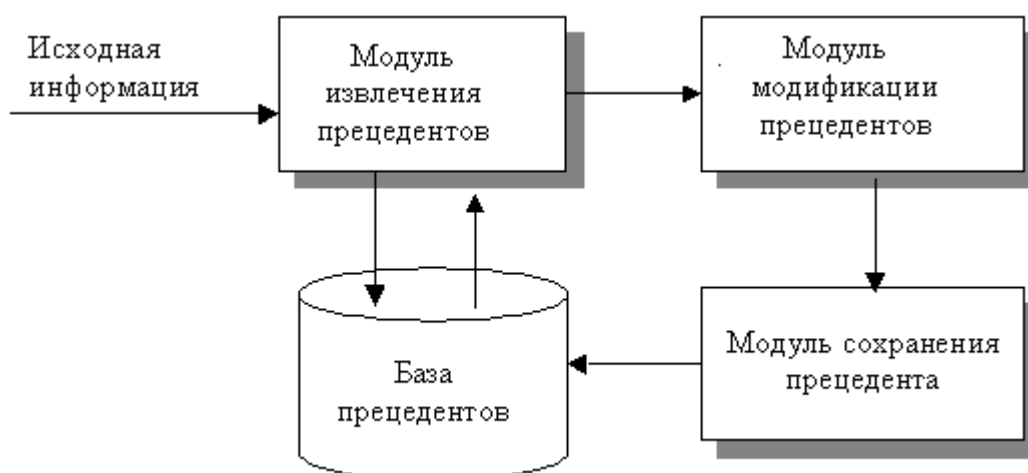 Исходная
информация
Модуль
извлечения
прецедентов
Модуль
модификации
прецедентов
Модуль сохранения
прецедента
База
прецедентов